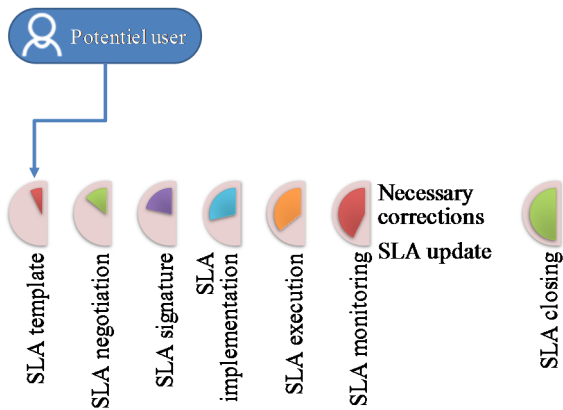 Potentiel user
Necessary
corrections
SLA update
SLA template
SLA negotiation
SLA signature
SLA
implementation
SLA execution
SLA monitoring
SLA closing